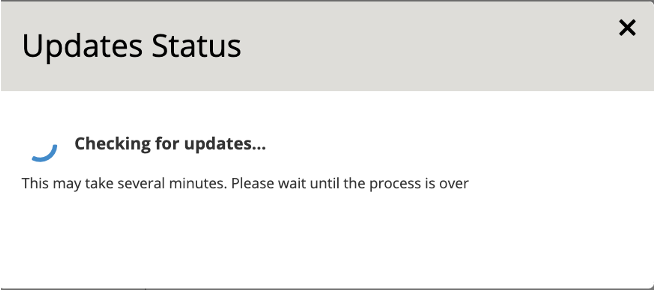 Updates Status
Checking for updates...
This may take several minutes. Please wait until the process is over